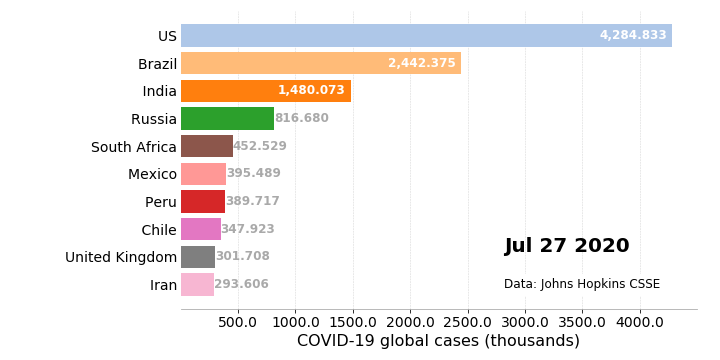 US 4,284.833
Brazil 2,442.375
India 1,480.073
Russia 816.680
South Africa 452.529
Mexico 395.489
Peru 389.717
Chile 347.923
United Kingdom 301.708
Iran 293.606
Jul 27 2020
Data: Johns Hopkins CSSE
500.0 1000.0 1500.0 2000.0 2500.0 3000.0 3500.0 4000.0
COVID-19 global cases (thousands)